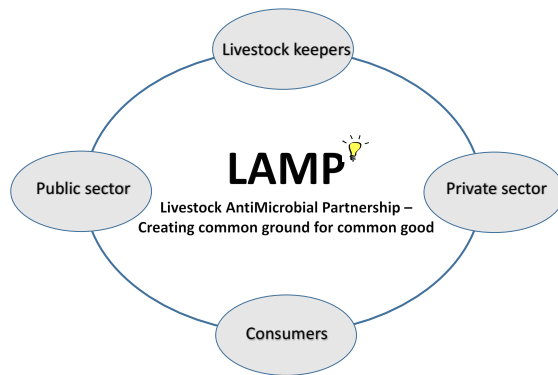 Livestock keepers
LAMP
Public sector
Private sector
Livestock AntiMicrobial Partnership –
Creating common ground for common good
Consumers